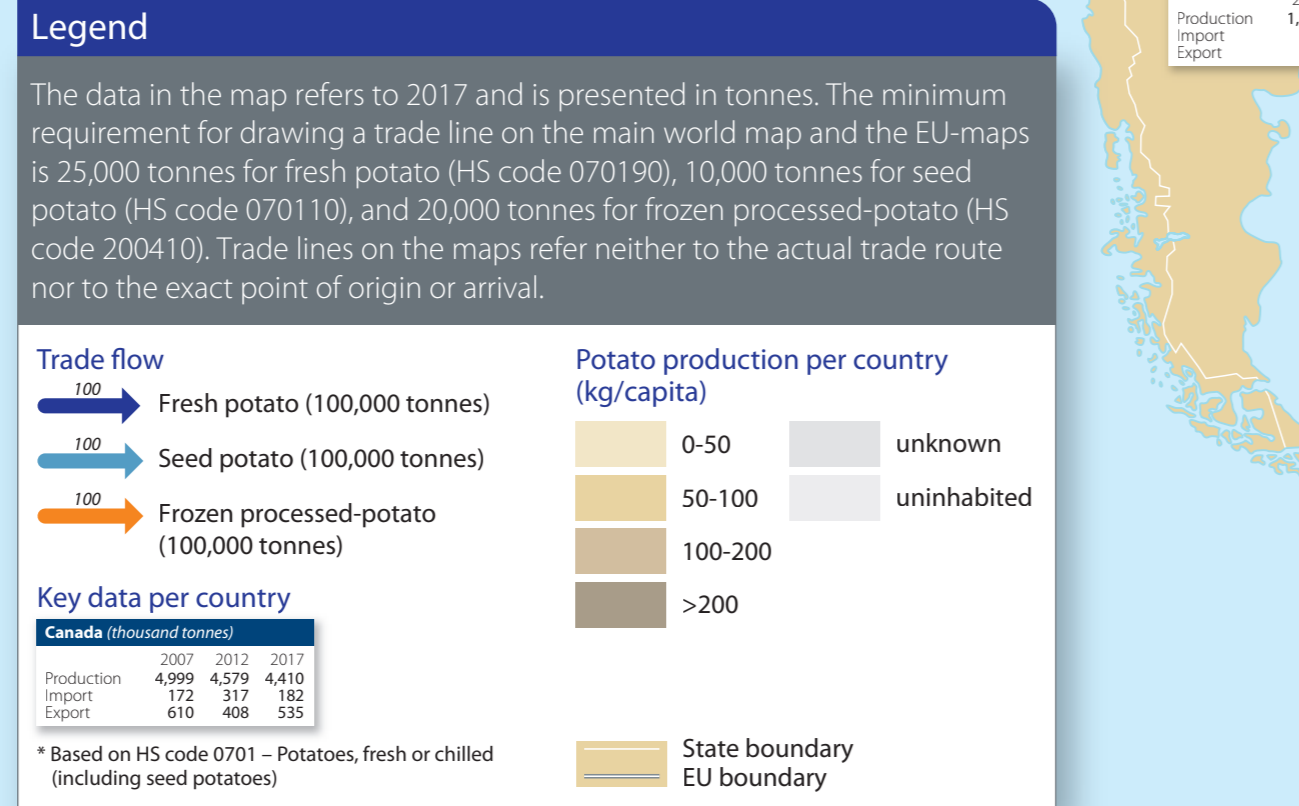 Legend
The data in the map refers to 2017 and is presented in tonnes. The minimum
requirement for drawing a trade line on the main world map and the EU-maps
is 25,000 tonnes for fresh potato (HS code 070190), 10,000 tonnes for seed
potato (HS code 070110), and 20,000 tonnes for frozen processed-potato (HS
code 200410). Trade lines on the maps refer neither to the actual trade route
nor to the exact point of origin or arrival.
Trade flow
100
Fresh potato (100,000 tonnes)
100
Seed potato (100,000 tonnes)
100
Frozen processed-potato
(100,000 tonnes)
Key data per country
Canada (thousand tonnes)
2007 2012 2017
Production 4,999 4,579 4,410
Import 172 317 182
Export 610 408 535
* Based on HS code 0701 – Potatoes, fresh or chilled
(including seed potatoes)
Potato production per country
(kg/capita)
0-50
50-100
100-200
>200
unknown
uninhabited
State boundary
EU boundary
Production 1,
Import
Export